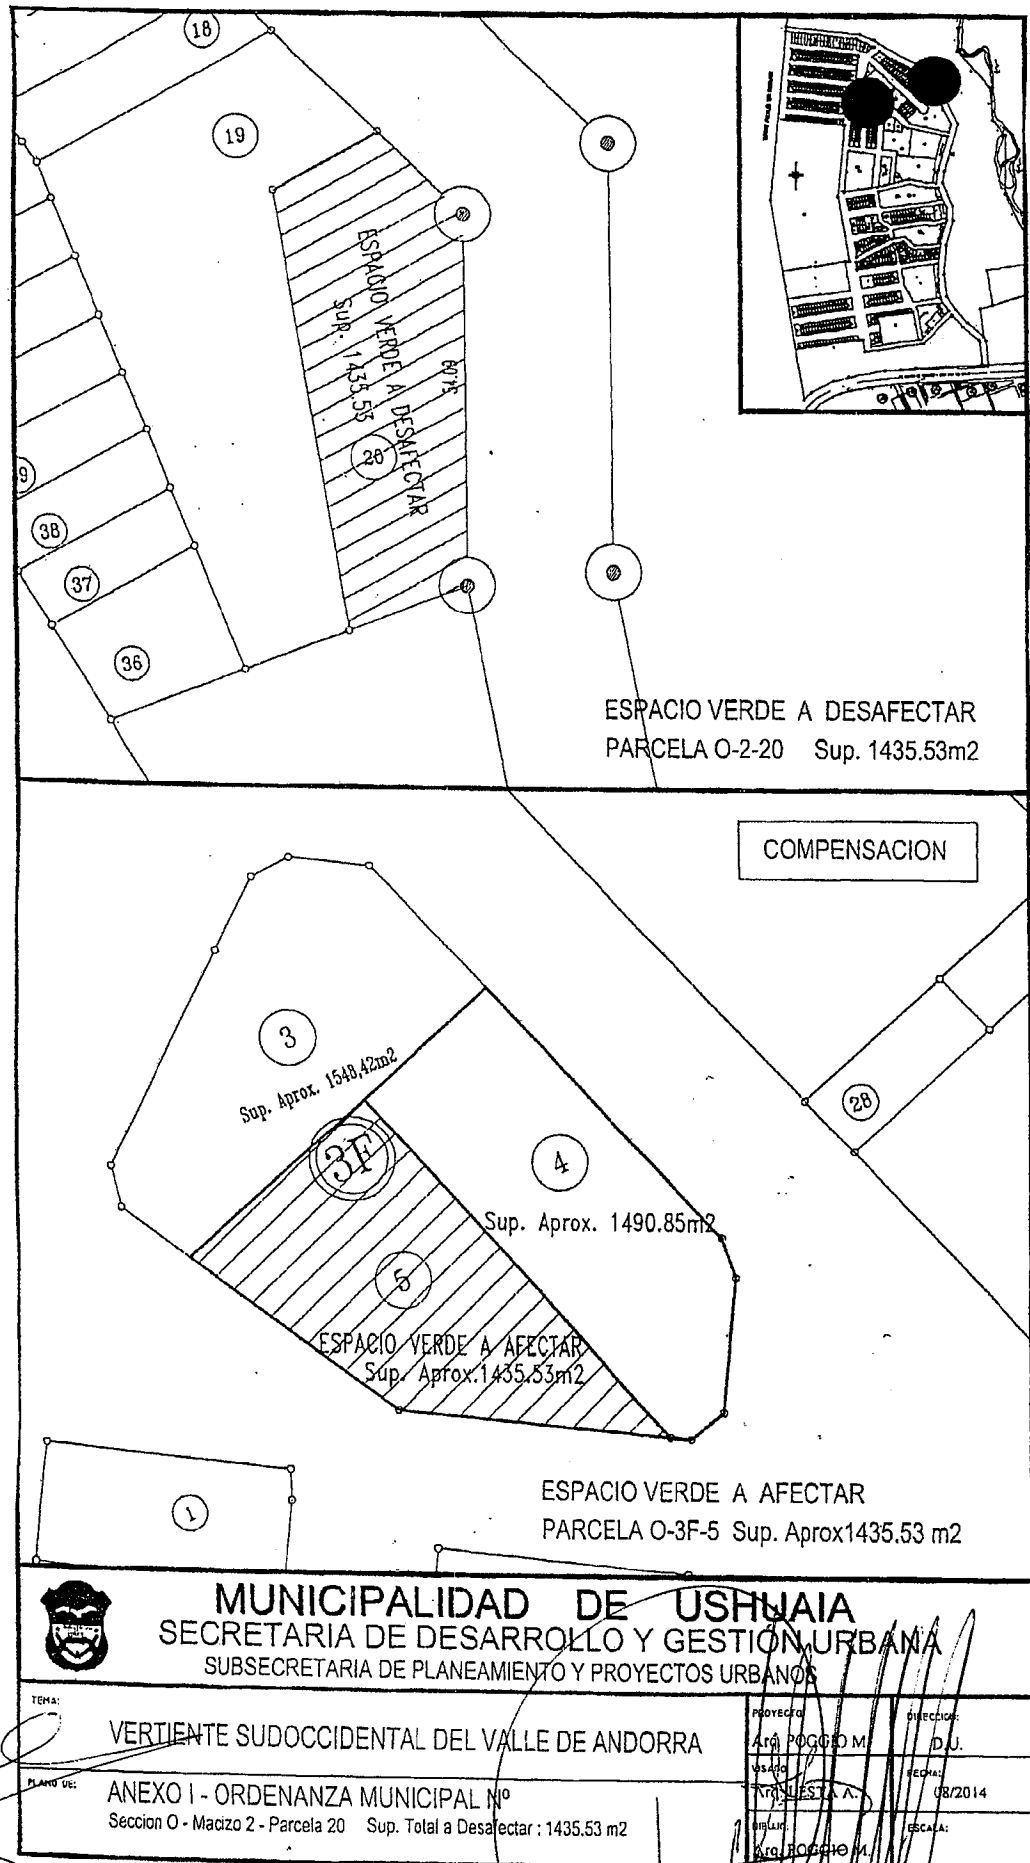 18
19
ESPACIO VERDE A DESAFECTAR
Sup. 1435.53
20
9
38
37
36
ESPACIO VERDE A DESAFECTAR
PARCELA O-2-20 Sup. 1435.53m2
COMPENSACION
3
Sup. Aprox. 1548,42m2
3F
4
Sup. Aprox. 1490.85m2
28
5
ESPACIO VERDE A AFECTAR
Sup. Aprox.1435.53m2
1
ESPACIO VERDE A AFECTAR
PARCELA O-3F-5 Sup. Aprox1435.53 m2
MUNICIPALIDAD DE USHUAIA
SECRETARIA DE DESARROLLO Y GESTION URBANA
SUBSECRETARIA DE PLANEAMIENTO Y PROYECTOS URBANOS
TEMA:
VERTIENTE SUDOCCIDENTAL DEL VALLE DE ANDORRA
PROYECTO:
Arq. POGGIO M.
DIRECCION:
D.U.
PLANO DE:
ANEXO I - ORDENANZA MUNICIPAL Nº
Seccion O - Macizo 2 - Parcela 20 Sup. Total a Desafectar : 1435.53 m2
VISADO:
Arq. LESTA A.
FECHA:
08/2014
DIBUJO:
Arq. POGGIO M.
ESCALA: